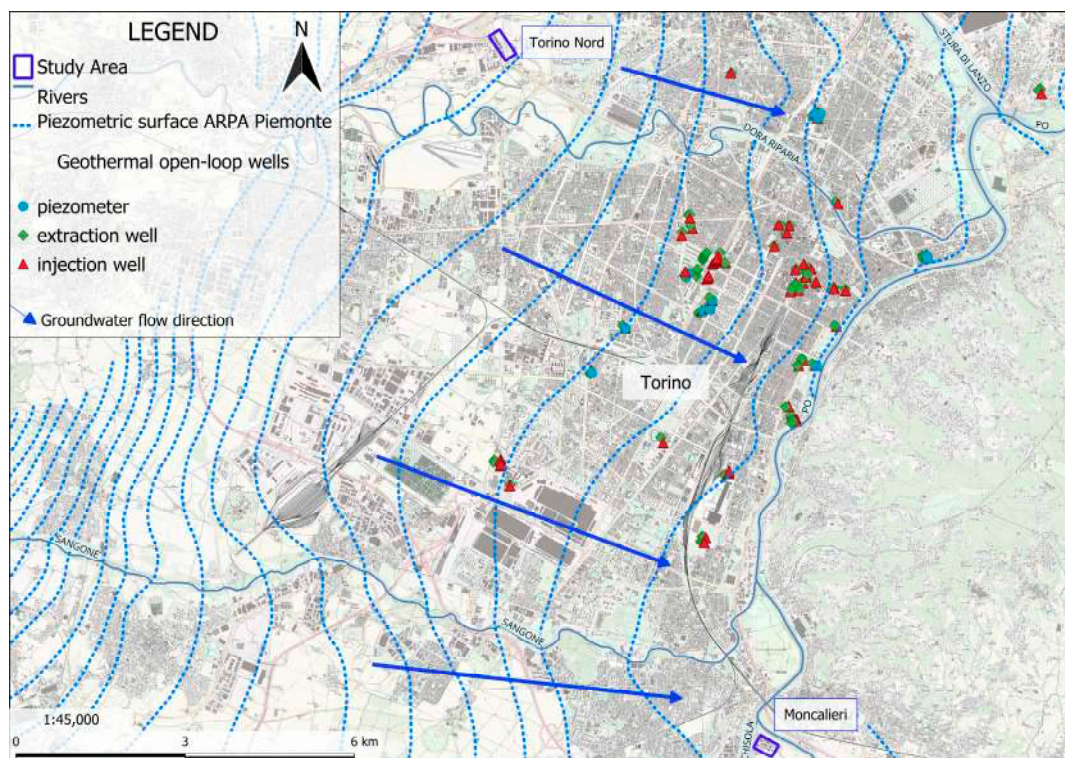 LEGEND
N
Study Area
Rivers
Piezometric surface ARPA Piemonte
Geothermal open-loop wells
piezometer
extraction well
injection well
Groundwater flow direction
Torino Nord
STURA DI LANZO
PO
DORA RIPARIA
Torino
PO
SANGONE
SANGONE
Moncalieri
CHISOLA
1:45,000
0 3 6 km